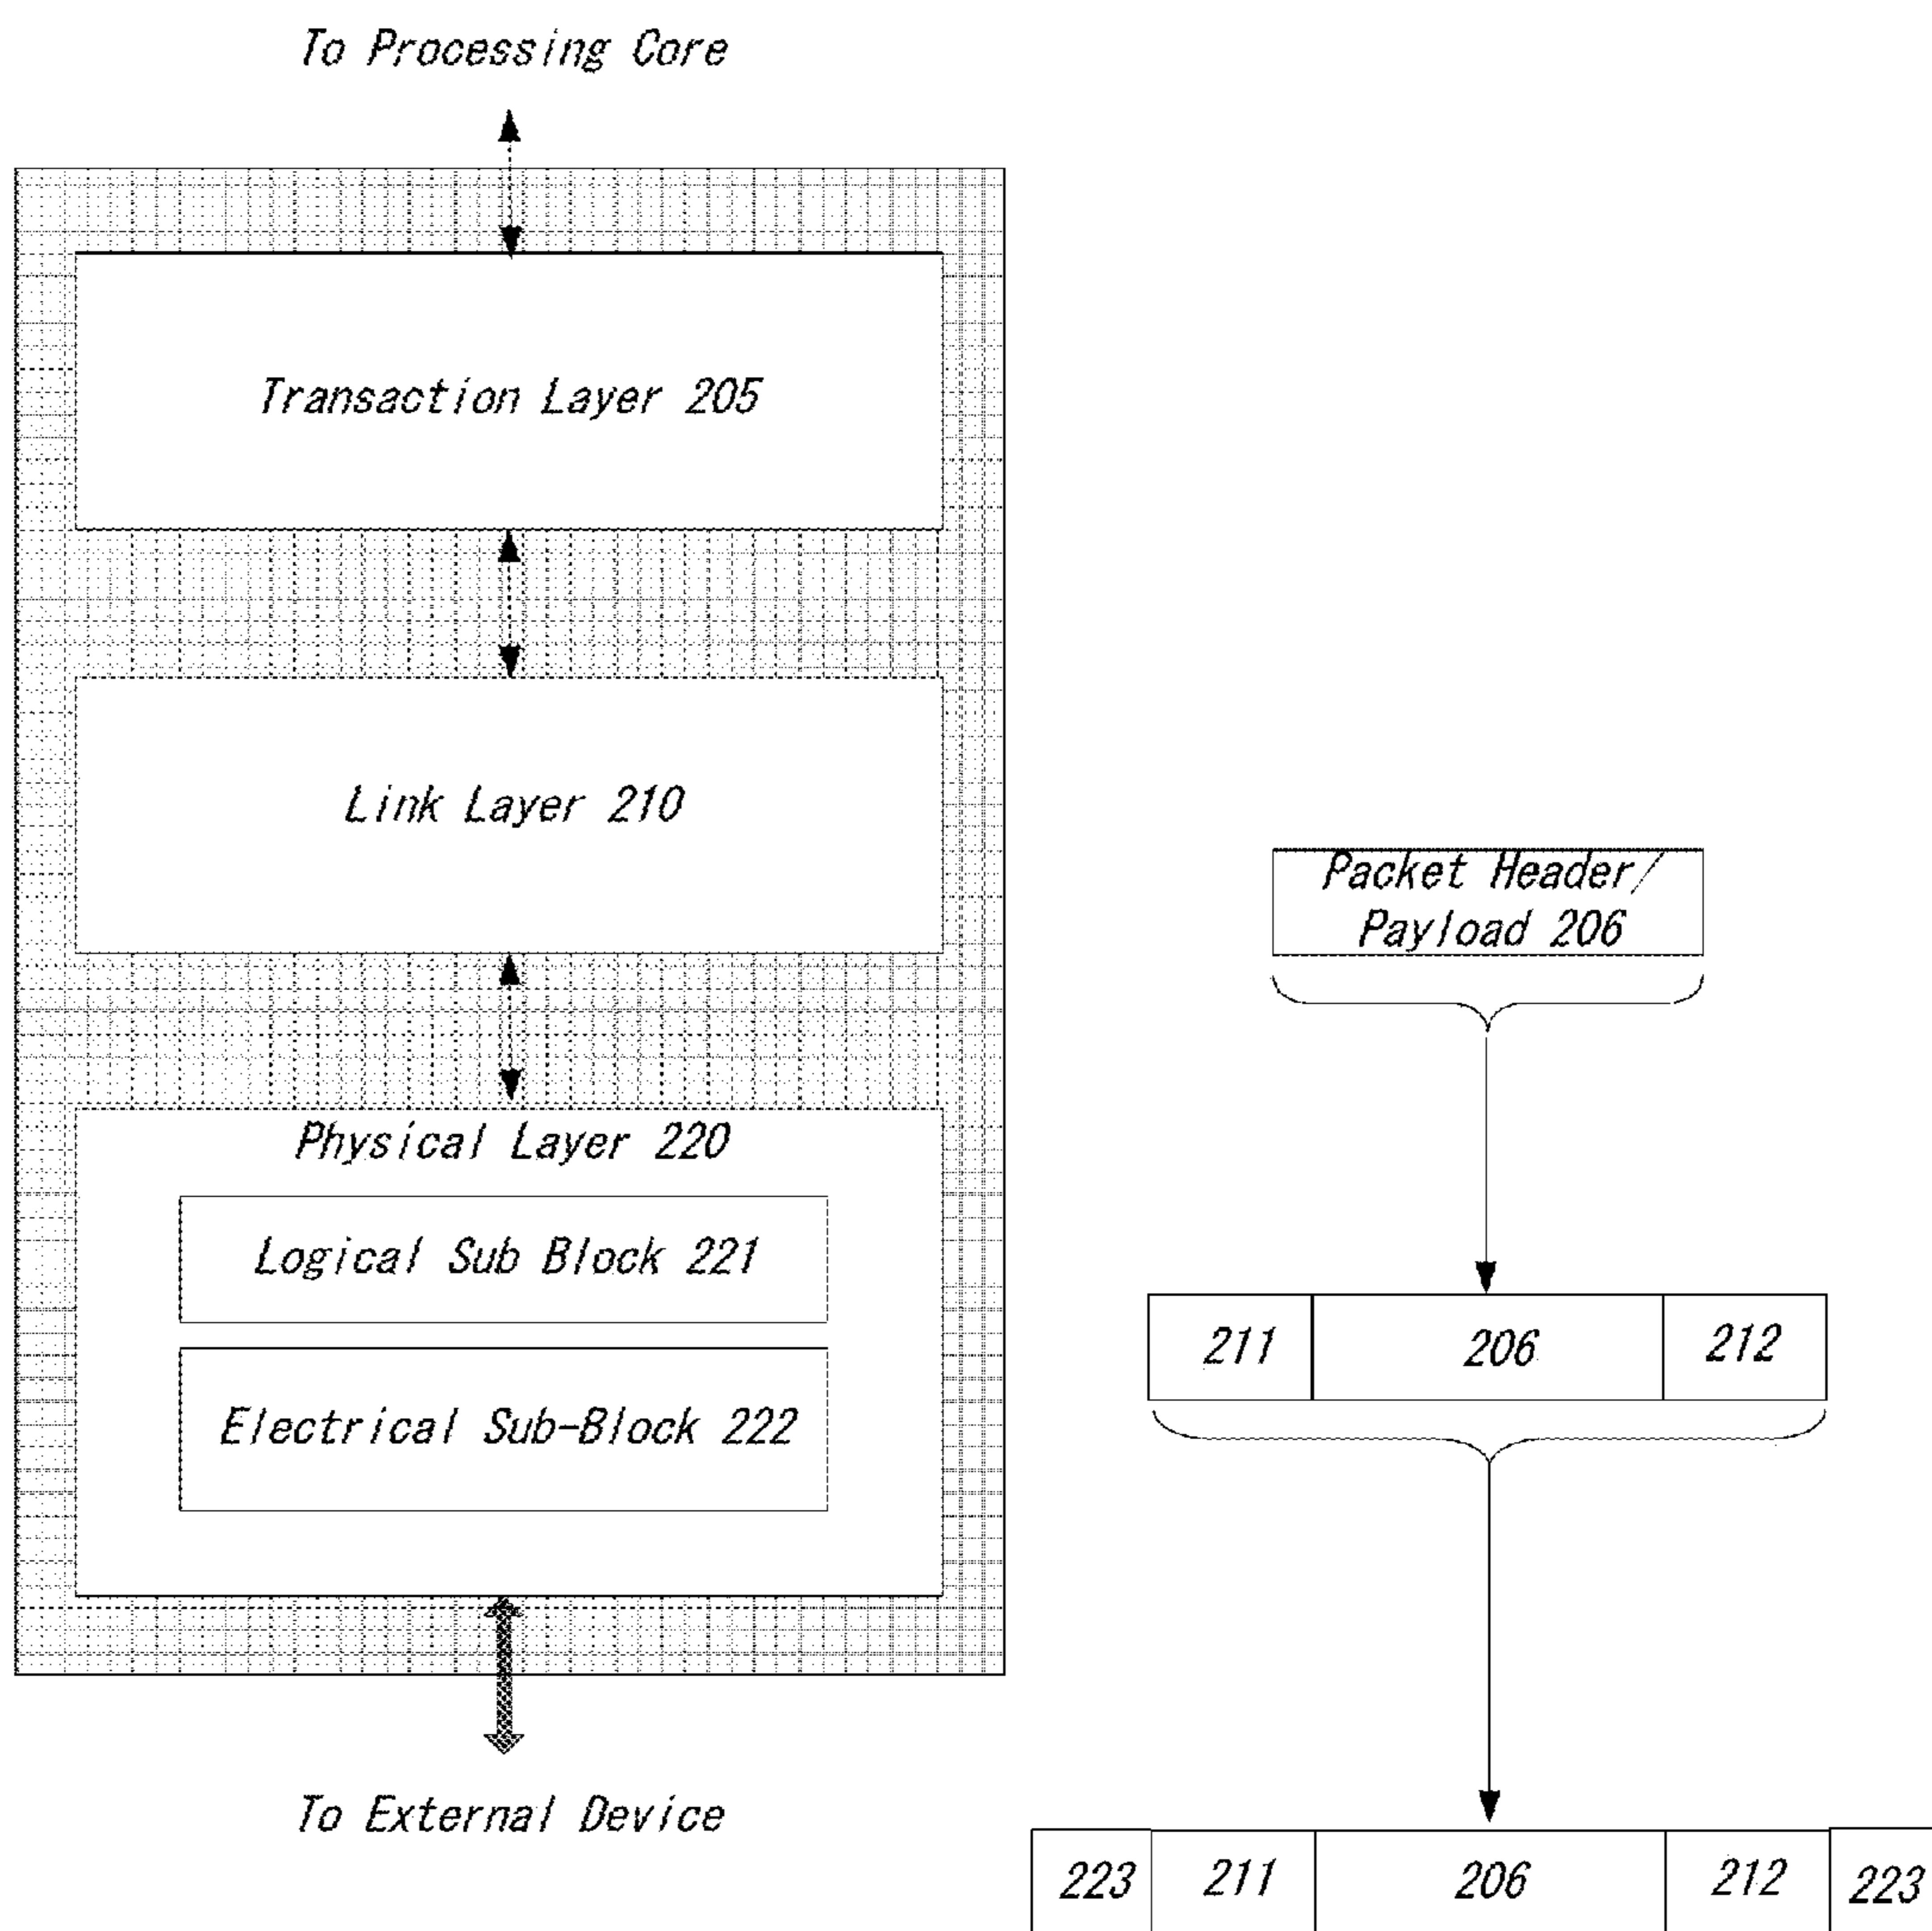 To Processing Core
Transaction Layer 205
Link Layer 210
Packet Header/
Payload 206
Physical Layer 220
Logical Sub Block 221
211 206 212
Electrical Sub-Block 222
To External Device
223 211 206 212 223